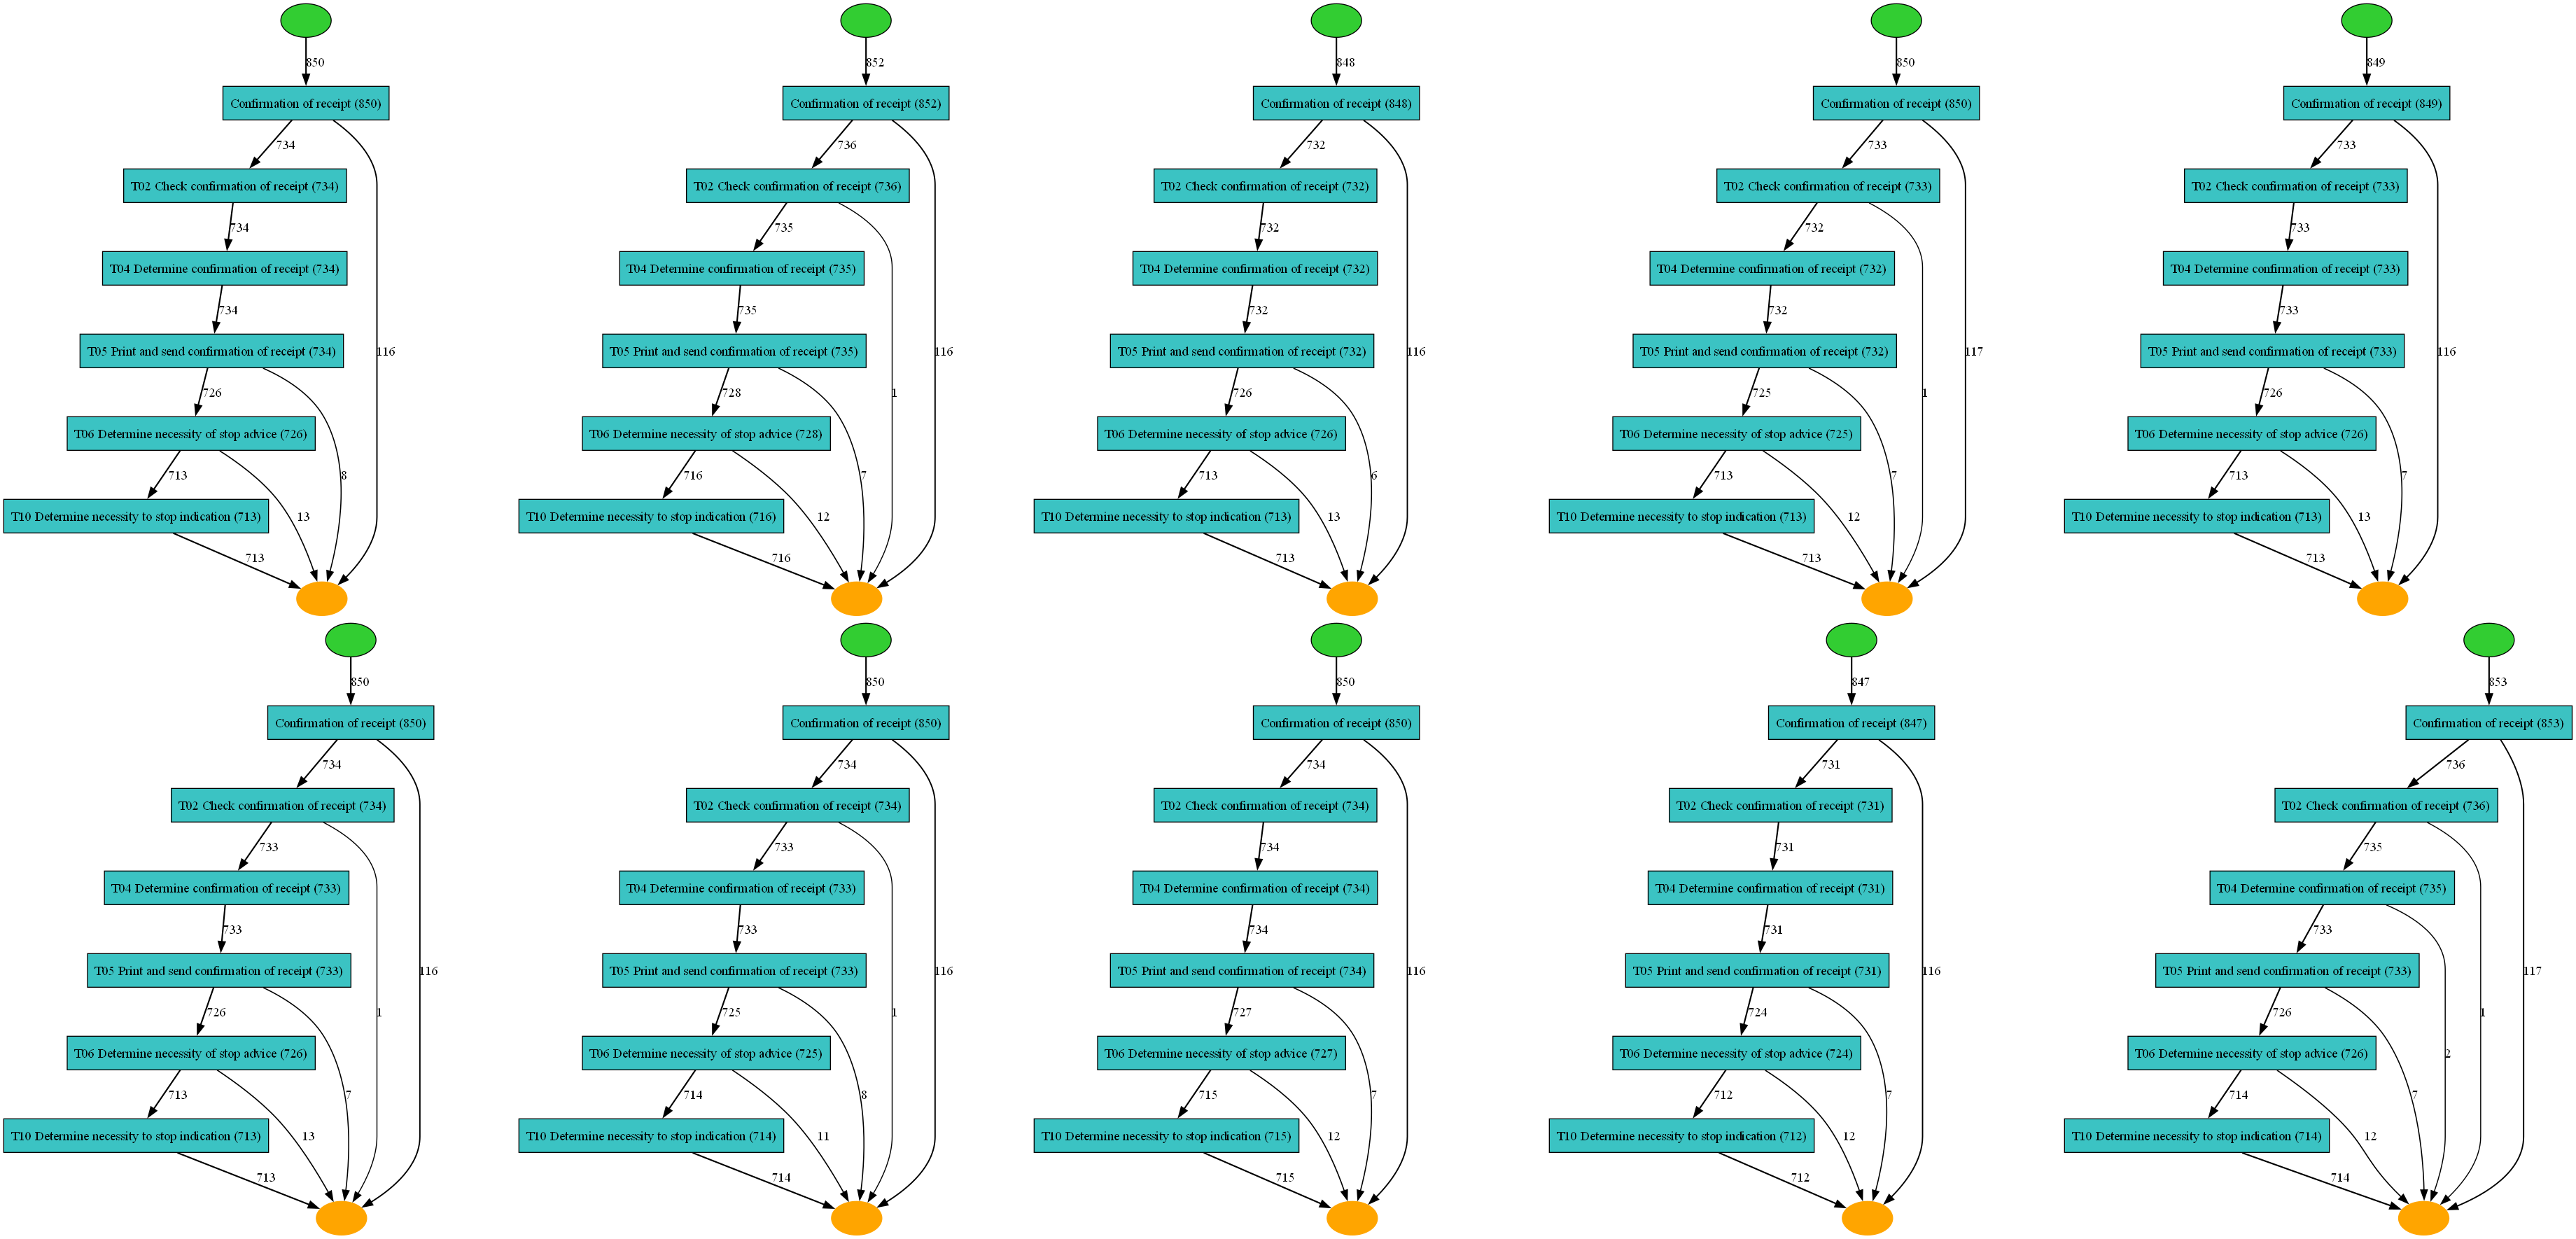 850
Confirmation of receipt (850)
734
T02 Check confirmation of receipt (734)
734
T04 Determine confirmation of receipt (734)
734
T05 Print and send confirmation of receipt (734)
116
726
T06 Determine necessity of stop advice (726)
8
713
T10 Determine necessity to stop indication (713)
13
713
852
Confirmation of receipt (852)
736
T02 Check confirmation of receipt (736)
735
T04 Determine confirmation of receipt (735)
735
T05 Print and send confirmation of receipt (735)
116
728
1
T06 Determine necessity of stop advice (728)
7
716
T10 Determine necessity to stop indication (716)
12
716
848
Confirmation of receipt (848)
732
T02 Check confirmation of receipt (732)
732
T04 Determine confirmation of receipt (732)
732
T05 Print and send confirmation of receipt (732)
116
726
T06 Determine necessity of stop advice (726)
6
713
T10 Determine necessity to stop indication (713)
13
713
850
Confirmation of receipt (850)
733
T02 Check confirmation of receipt (733)
732
T04 Determine confirmation of receipt (732)
732
T05 Print and send confirmation of receipt (732)
117
725
1
T06 Determine necessity of stop advice (725)
7
713
T10 Determine necessity to stop indication (713)
12
713
849
Confirmation of receipt (849)
733
T02 Check confirmation of receipt (733)
733
T04 Determine confirmation of receipt (733)
733
T05 Print and send confirmation of receipt (733)
116
726
T06 Determine necessity of stop advice (726)
7
713
T10 Determine necessity to stop indication (713)
13
713
850
Confirmation of receipt (850)
734
T02 Check confirmation of receipt (734)
733
T04 Determine confirmation of receipt (733)
733
T05 Print and send confirmation of receipt (733)
116
726
1
T06 Determine necessity of stop advice (726)
7
713
T10 Determine necessity to stop indication (713)
13
713
850
Confirmation of receipt (850)
734
T02 Check confirmation of receipt (734)
733
T04 Determine confirmation of receipt (733)
733
T05 Print and send confirmation of receipt (733)
116
725
1
T06 Determine necessity of stop advice (725)
8
714
T10 Determine necessity to stop indication (714)
11
714
850
Confirmation of receipt (850)
734
T02 Check confirmation of receipt (734)
734
T04 Determine confirmation of receipt (734)
734
T05 Print and send confirmation of receipt (734)
116
727
T06 Determine necessity of stop advice (727)
7
715
T10 Determine necessity to stop indication (715)
12
715
847
Confirmation of receipt (847)
731
T02 Check confirmation of receipt (731)
731
T04 Determine confirmation of receipt (731)
731
T05 Print and send confirmation of receipt (731)
116
724
T06 Determine necessity of stop advice (724)
7
712
T10 Determine necessity to stop indication (712)
12
712
853
Confirmation of receipt (853)
736
T02 Check confirmation of receipt (736)
735
T04 Determine confirmation of receipt (735)
733
T05 Print and send confirmation of receipt (733)
117
726
1
T06 Determine necessity of stop advice (726)
2
7
714
T10 Determine necessity to stop indication (714)
12
714